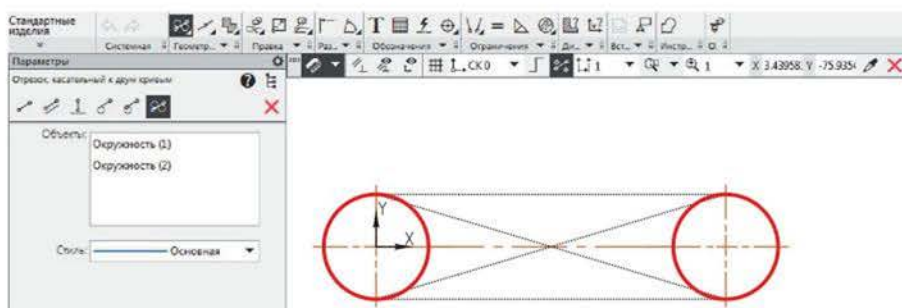 Стандартные
изделия
Системная
Геометр...
Правка
Раз...
Обозначения
Ограничения
Ди...
Вст...
Инстр...
О.
Параметры
СК 0
1
1
X 3.43958
Y -75.935
Отрезок, касательный к двум кривым
Объекты:
Окружность (1)
Окружность (2)
Стиль:
Основная
Y
X